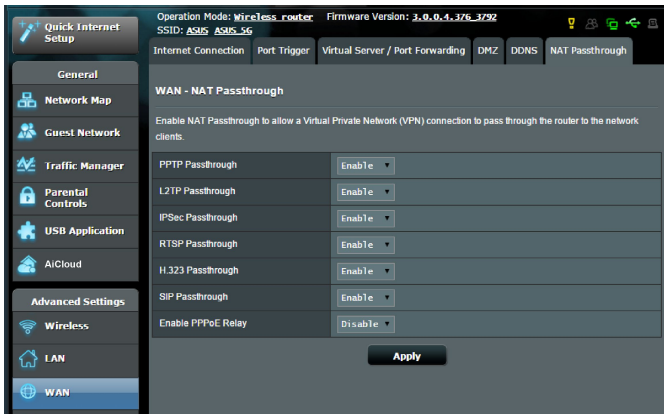 Operation Mode: Wireless router Firmware Version: 3.0.0.4.376_3792
SSID: ASUS ASUS_5G
Quick Internet
Setup
Internet Connection Port Trigger Virtual Server / Port Forwarding DMZ DDNS NAT Passthrough
General
Network Map
Guest Network
Traffic Manager
Parental
Controls
USB Application
AiCloud
Advanced Settings
Wireless
LAN
WAN
WAN - NAT Passthrough
Enable NAT Passthrough to allow a Virtual Private Network (VPN) connection to pass through the router to the network
clients.
PPTP Passthrough Enable
L2TP Passthrough Enable
IPSec Passthrough Enable
RTSP Passthrough Enable
H.323 Passthrough Enable
SIP Passthrough Enable
Enable PPPoE Relay Disable
Apply